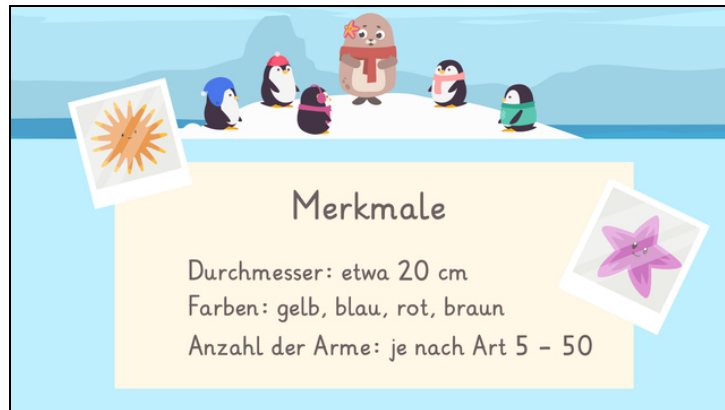 Merkmale
Durchmesser: etwa 20 cm
Farben: gelb, blau, rot, braun
Anzahl der Arme: je nach Art 5 - 50